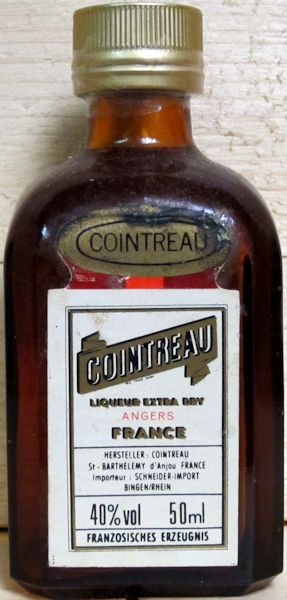 COINTREAU
COINTREAU
LIQUEUR EXTRA DRY
ANGERS
FRANCE
HERSTELLER : COINTREAU
St - BARTHELEMY d'Anjou FRANCE
Importeur : SCHNEIDER-IMPORT
BINGEN/RHEIN
40% vol 50ml
FRANZOSISCHES ERZEUGNIS